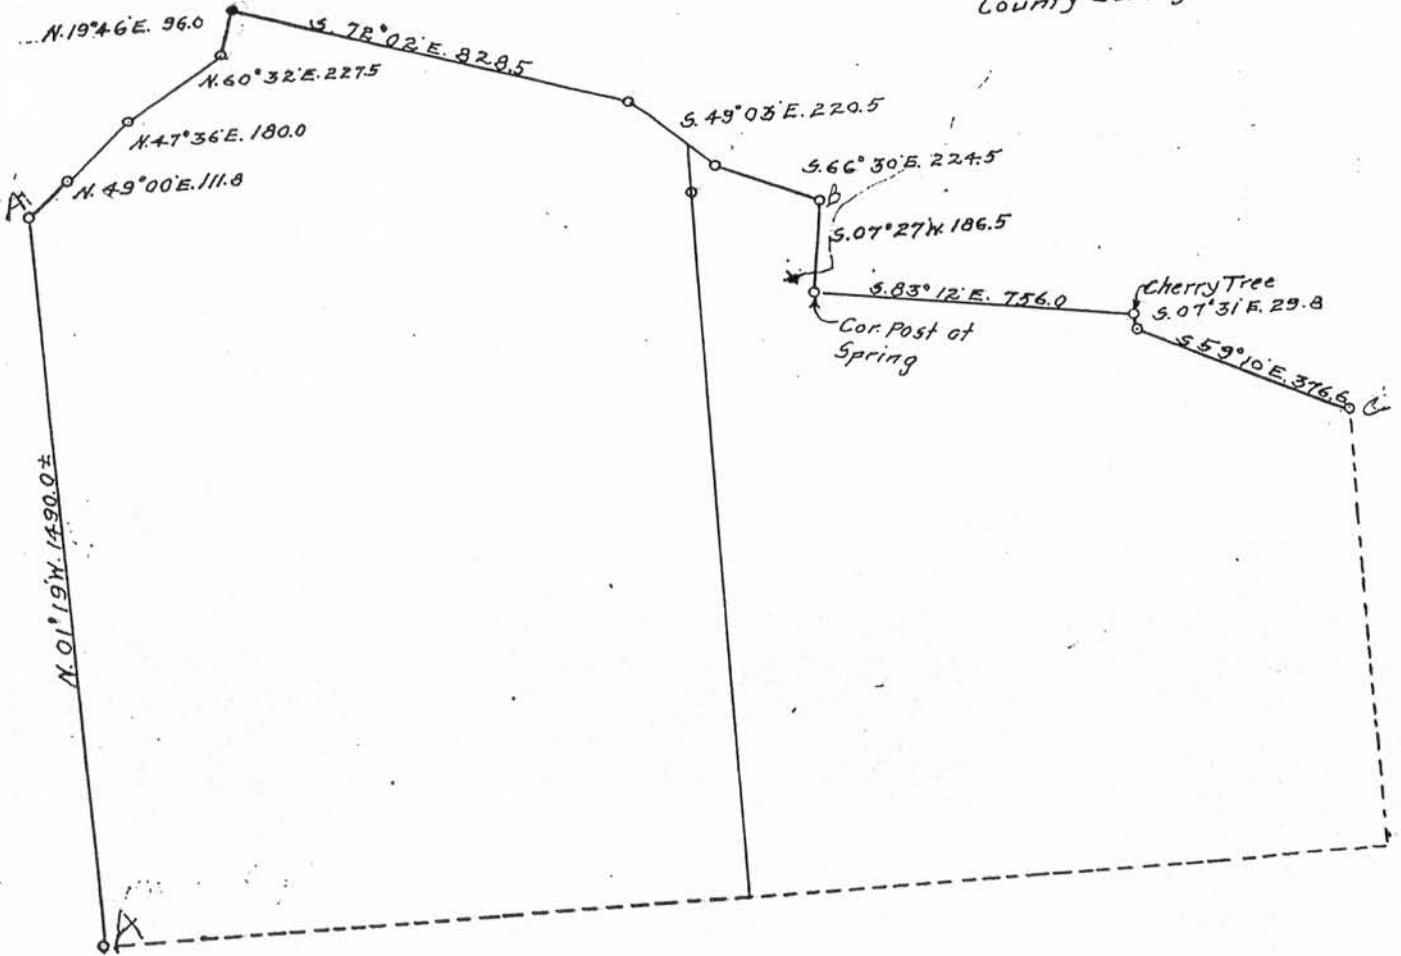 County
N.19°46'E. 96.0
S. 72°02'E. 828.5
N.60°32'E. 227.5
S. 49°03'E. 220.5
N.47°36'E. 180.0
S.66°30'E. 224.5
N. 49°00'E. 111.8
A
B
S.07°27'W. 186.5
S.83°12'E. 756.0
Cherry Tree
S.07°31'E. 29.8
Cor. Post at
Spring
S 59°10'E. 376.6
C
N.01°19'W. 1490.0±
A